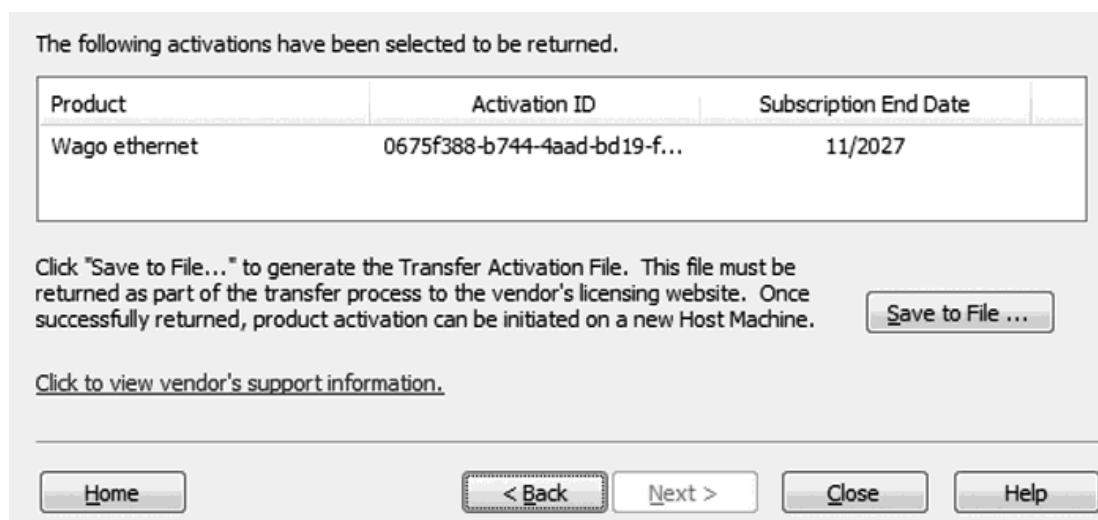 The following activations have been selected to be returned.
Product Activation ID Subscription End Date
Wago ethernet 0675f388-b744-4aad-bd19-f... 11/2027
Click "Save to File..." to generate the Transfer Activation File. This file must be
returned as part of the transfer process to the vendor's licensing website. Once
successfully returned, product activation can be initiated on a new Host Machine.
Save to File ...
Click to view vendor's support information.
Home < Back Next > Close Help